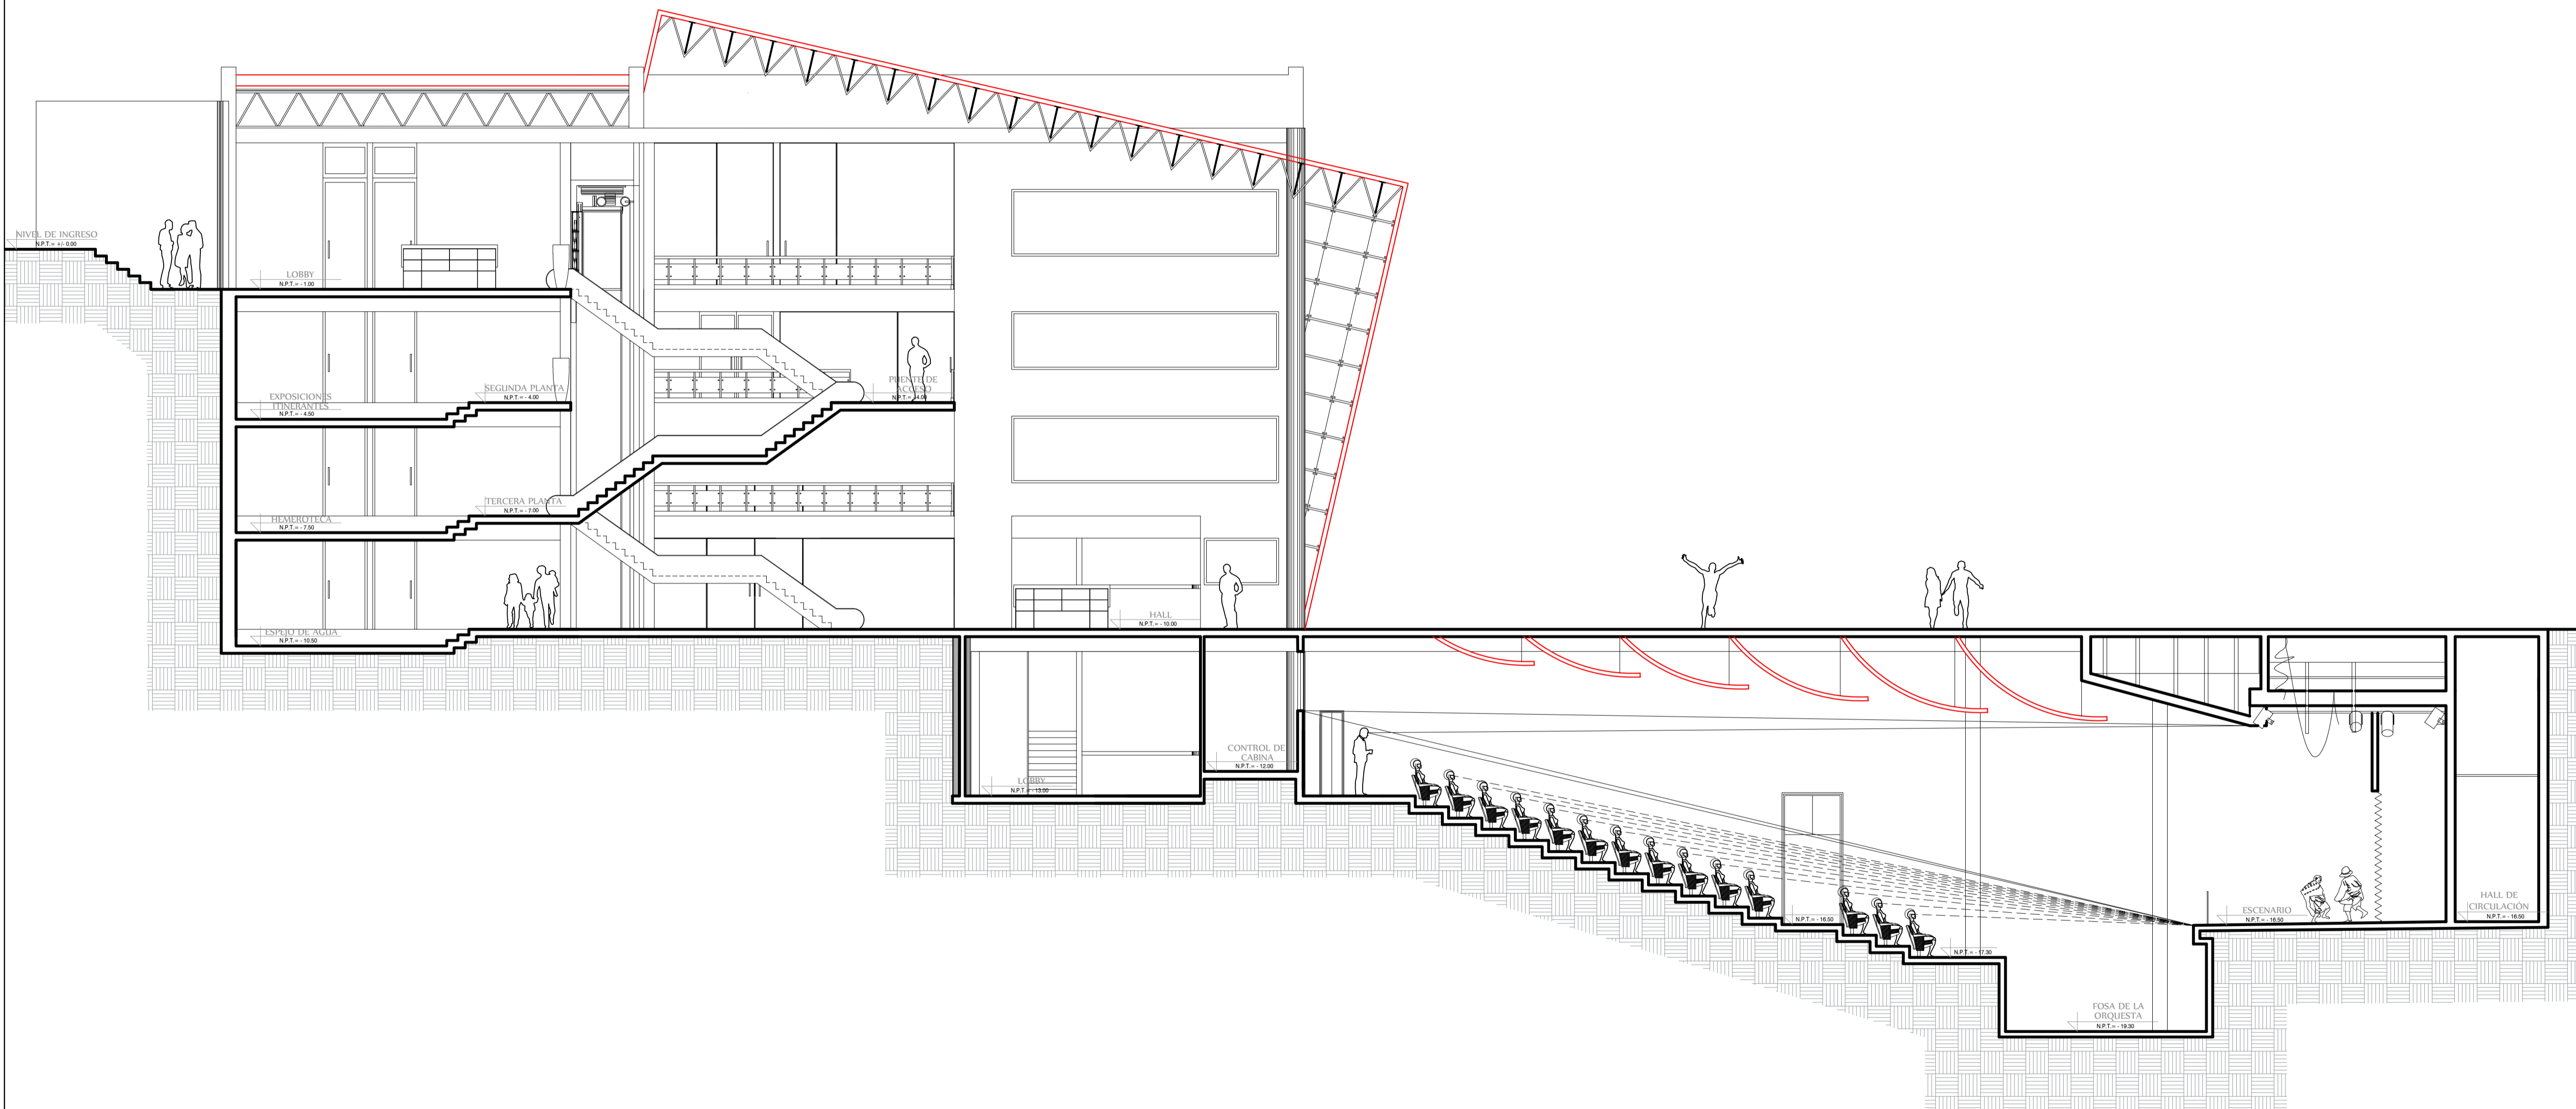 NIVEL DE INGRESO
N.P.T.= +/- 0.00
LOBBY
N.P.T.= - 1.00
EXPOSICIONES
ITINERANTES
N.P.T.= - 4.50
SEGUNDA PLANTA
N.P.T.= - 4.00
PUENTE DE
ACCESO
N.P.T.= - 4.00
HEMEROTECA
N.P.T.= - 7.50
TERCERA PLANTA
N.P.T.= - 7.00
ESPEJO DE AGUA
N.P.T.= - 10.50
HALL
N.P.T.= - 10.00
LOBBY
N.P.T.= - 13.00
CONTROL DE
CABINA
N.P.T.= - 12.00
N.P.T.= - 16.50
N.P.T.= - 17.30
FOSA DE LA
ORQUESTA
N.P.T.= - 19.30
ESCENARIO
N.P.T.= - 16.50
HALL DE
CIRCULACIÓN
N.P.T.= - 16.50